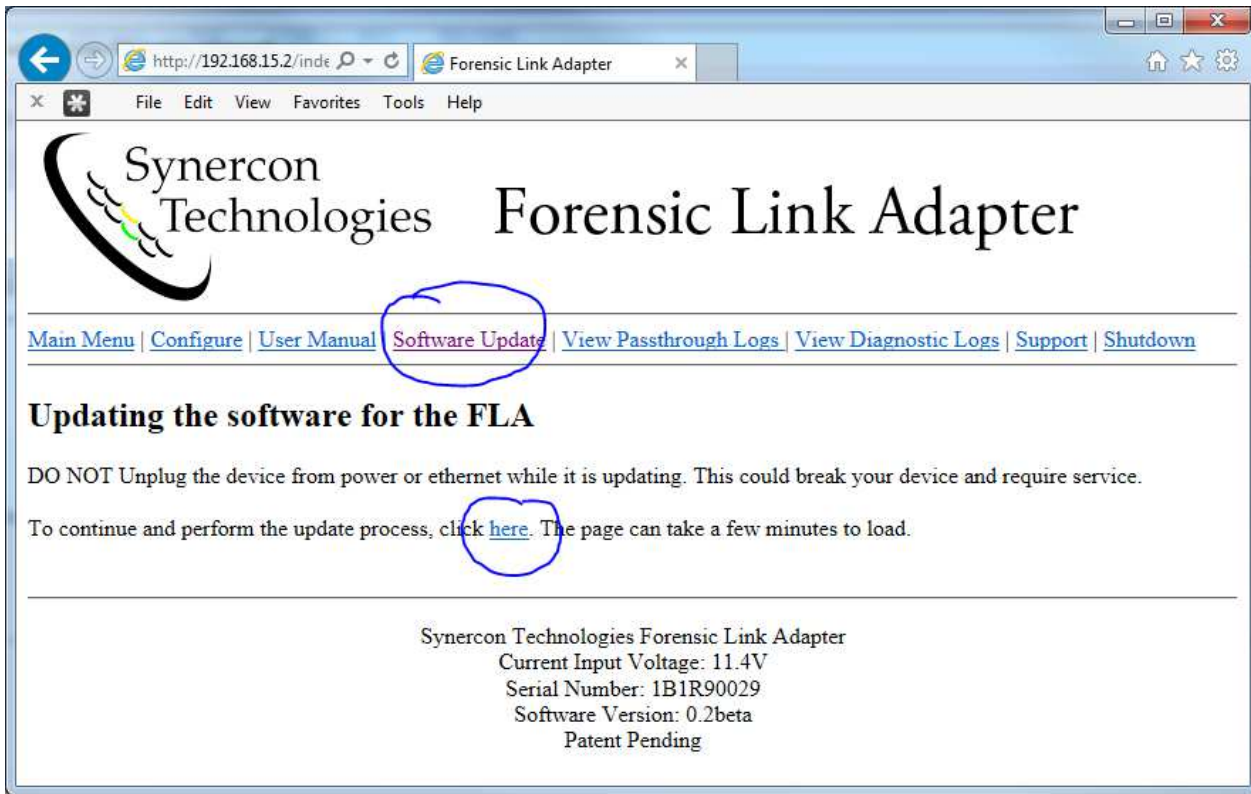 http://192.168.15.2/inde
Forensic Link Adapter
File Edit View Favorites Tools Help
Synercon
Technologies
Forensic Link Adapter
Main Menu | Configure | User Manual | Software Update | View Passthrough Logs | View Diagnostic Logs | Support | Shutdown
Updating the software for the FLA
DO NOT Unplug the device from power or ethernet while it is updating. This could break your device and require service.
To continue and perform the update process, click here. The page can take a few minutes to load.
Synercon Technologies Forensic Link Adapter
Current Input Voltage: 11.4V
Serial Number: 1B1R90029
Software Version: 0.2beta
Patent Pending